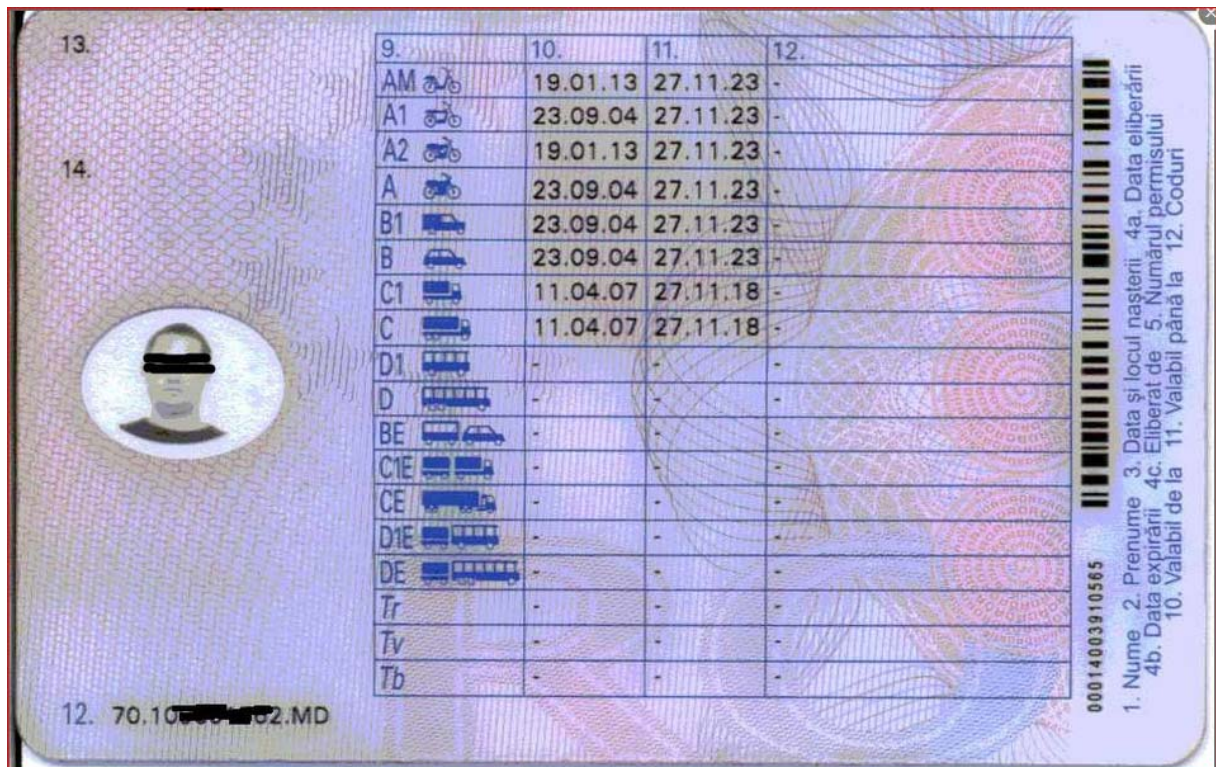 13.
14.
9. 10. 11. 12.
AM 19.01.13 27.11.23 -
A1 23.09.04 27.11.23 -
A2 19.01.13 27.11.23 -
A 23.09.04 27.11.23 -
B1 23.09.04 27.11.23 -
B 23.09.04 27.11.23 -
C1 11.04.07 27.11.18 -
C 11.04.07 27.11.18 -
D1 - - -
D - - -
BE - - -
C1E - - -
CE - - -
D1E - - -
DE - - -
Tr - - -
Tv - - -
Tb - - -
12. 70.10 2.MD
00014003910565
1. Nume 2. Prenume 3. Data și locul nașterii 4a. Data eliberării
4b. Data expirării 4c. Eliberat de 5. Numărul permisului
10. Valabil de la 11. Valabil până la 12. Coduri